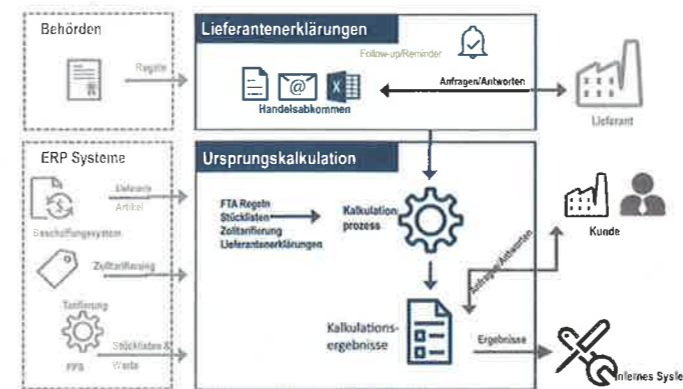 Behörden
Regeln
Lieferantenerklärungen
Follow-up/Reminder
Handelsabkommen
Anfragen/Antworten
Lieferant
ERP Systeme
Artikel
Beschaffungssystem
Zolltarifierung
Tarifierung
Stücklisten &
Werte
PPS
Ursprungskalkulation
FTA Regeln
Stücklisten
Zolltarifierung
Lieferantenerklärungen
Kalkulation
prozess
Kalkulations-
ergebnisse
Anfragen/Antworten
Kunde
Ergebnisse
Internes Syste